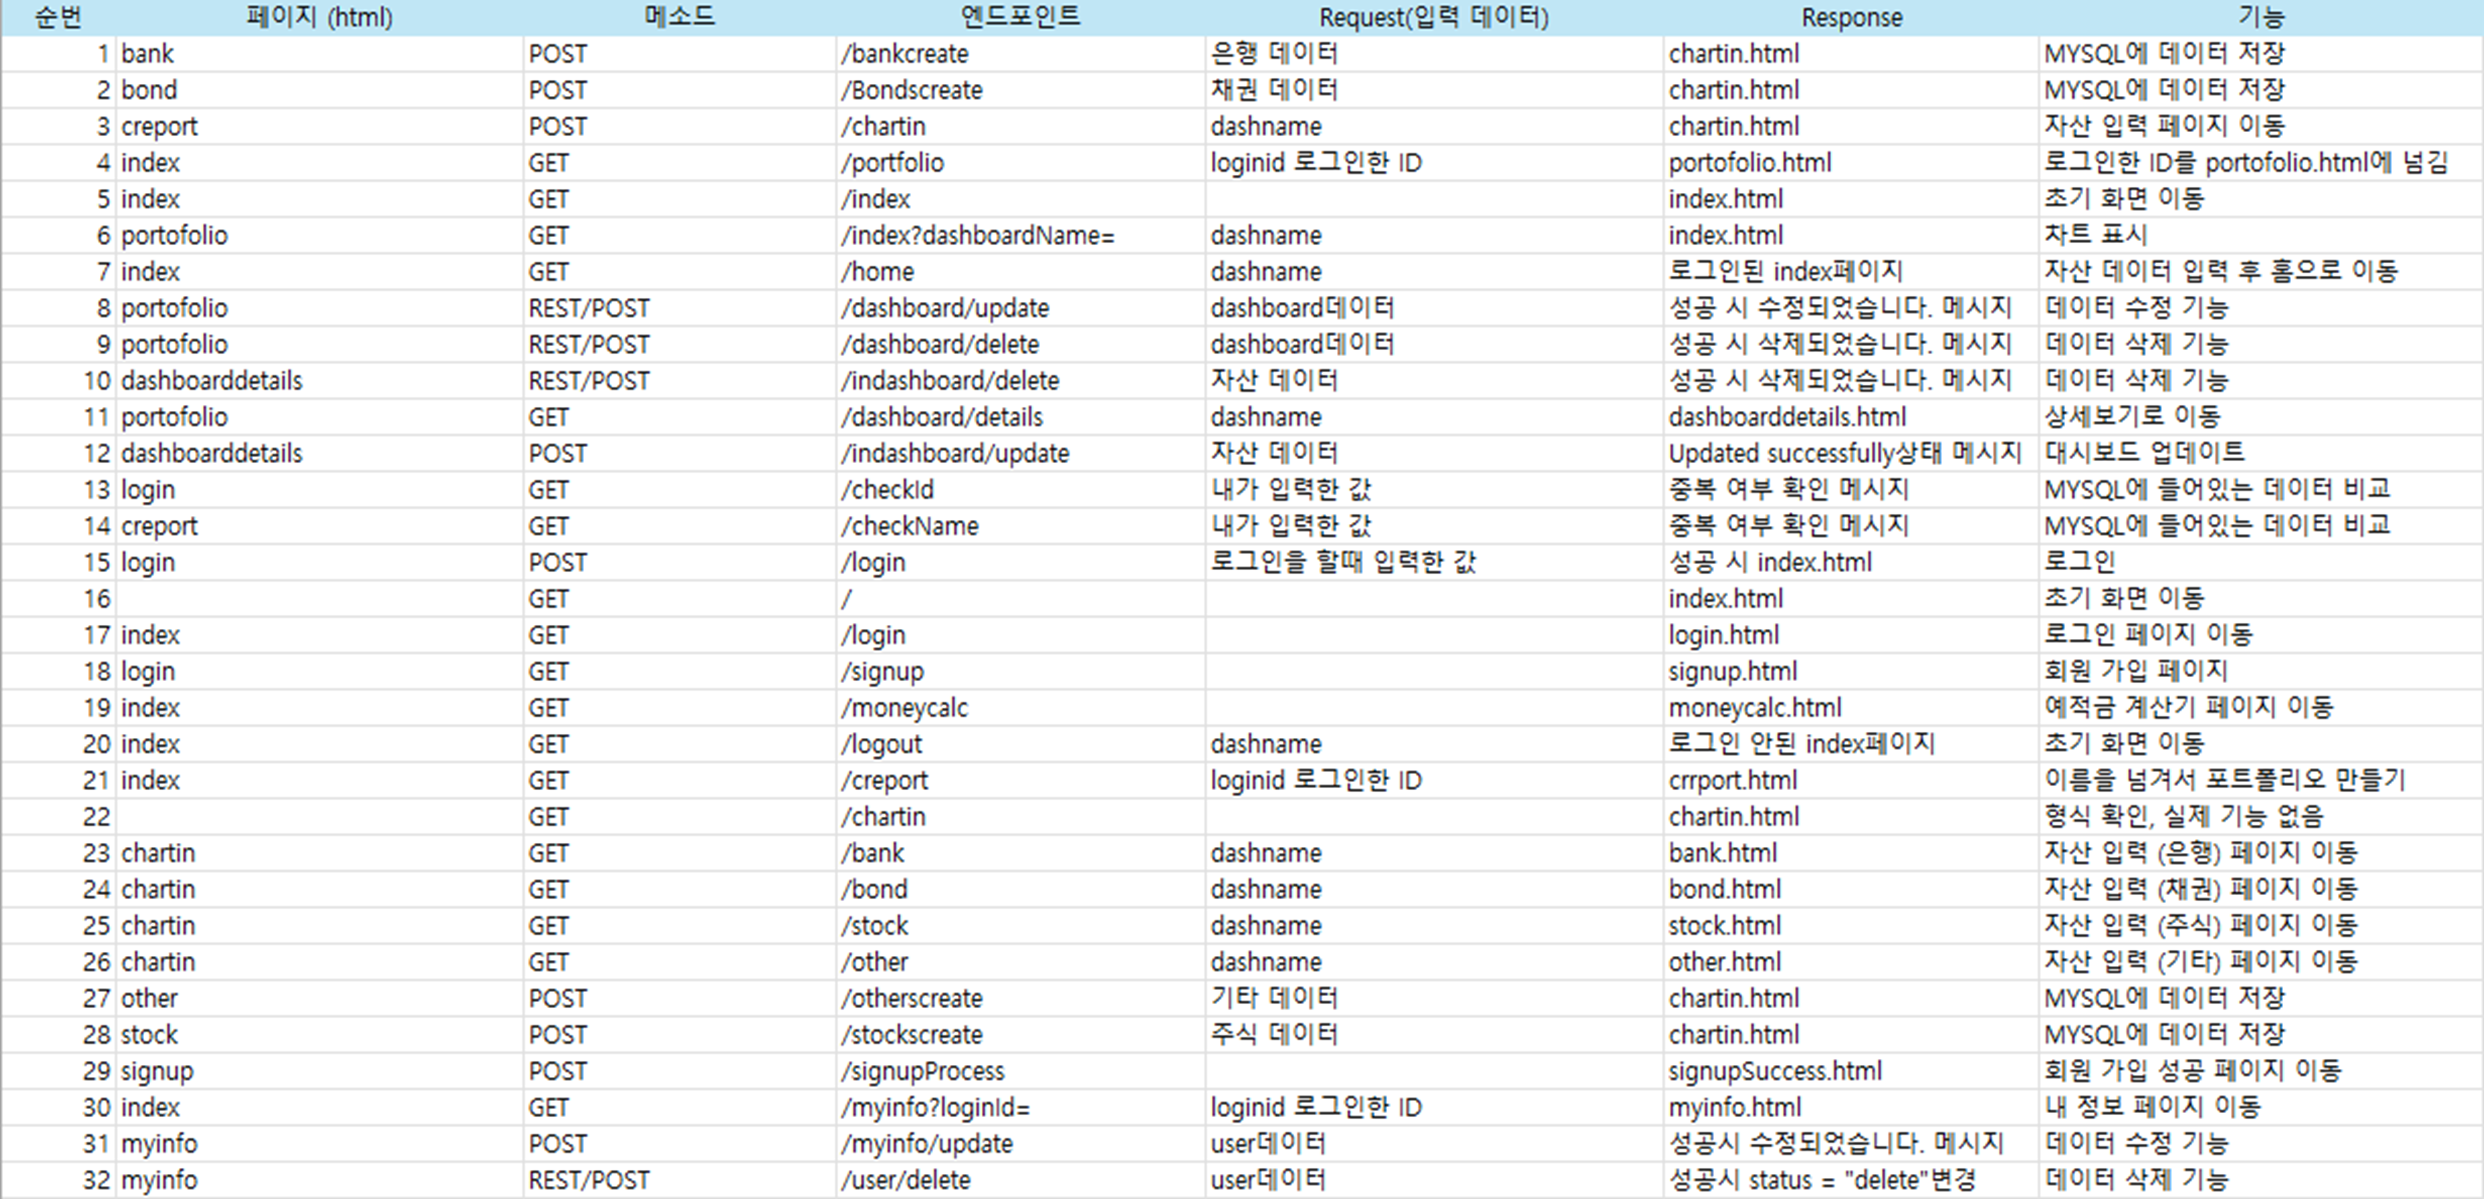 순번 페이지 (html) 메소드 엔드포인트 Request(입력 데이터) Response 기능
1 bank POST /bankcreate 은행 데이터 chartin.html MYSQL에 데이터 저장
2 bond POST /Bondscreate 채권 데이터 chartin.html MYSQL에 데이터 저장
3 creport POST /chartin dashname chartin.html 자산 입력 페이지 이동
4 index GET /portfolio loginid 로그인한 ID portofolio.html 로그인한 ID를 portofolio.html에 넘김
5 index GET /index index.html 초기 화면 이동
6 portofolio GET /index?dashboardName= dashname index.html 차트 표시
7 index GET /home dashname 로그인된 index페이지 자산 데이터 입력 후 홈으로 이동
8 portofolio REST/POST /dashboard/update dashboard데이터 성공 시 수정되었습니다. 메시지 데이터 수정 기능
9 portofolio REST/POST /dashboard/delete dashboard데이터 성공 시 삭제되었습니다. 메시지 데이터 삭제 기능
10 dashboarddetails REST/POST /indashboard/delete 자산 데이터 성공 시 삭제되었습니다. 메시지 데이터 삭제 기능
11 portofolio GET /dashboard/details dashname dashboarddetails.html 상세보기로 이동
12 dashboarddetails POST /indashboard/update 자산 데이터 Updated successfully상태 메시지 대시보드 업데이트
13 login GET /checkId 내가 입력한 값 중복 여부 확인 메시지 MYSQL에 들어있는 데이터 비교
14 creport GET /checkName 내가 입력한 값 중복 여부 확인 메시지 MYSQL에 들어있는 데이터 비교
15 login POST /login 로그인을 할때 입력한 값 성공 시 index.html 로그인
16 GET / index.html 초기 화면 이동
17 index GET /login login.html 로그인 페이지 이동
18 login GET /signup signup.html 회원 가입 페이지
19 index GET /moneycalc moneycalc.html 예적금 계산기 페이지 이동
20 index GET /logout dashname 로그인 안된 index페이지 초기 화면 이동
21 index GET /creport loginid 로그인한 ID crrport.html 이름을 넘겨서 포트폴리오 만들기
22 GET /chartin chartin.html 형식 확인, 실제 기능 없음
23 chartin GET /bank dashname bank.html 자산 입력 (은행) 페이지 이동
24 chartin GET /bond dashname bond.html 자산 입력 (채권) 페이지 이동
25 chartin GET /stock dashname stock.html 자산 입력 (주식) 페이지 이동
26 chartin GET /other dashname other.html 자산 입력 (기타) 페이지 이동
27 other POST /otherscreate 기타 데이터 chartin.html MYSQL에 데이터 저장
28 stock POST /stockscreate 주식 데이터 chartin.html MYSQL에 데이터 저장
29 signup POST /signupProcess signupSuccess.html 회원 가입 성공 페이지 이동
30 index GET /myinfo?loginId= loginid 로그인한 ID myinfo.html 내 정보 페이지 이동
31 myinfo POST /myinfo/update user데이터 성공시 수정되었습니다. 메시지 데이터 수정 기능
32 myinfo REST/POST /user/delete user데이터 성공시 status = "delete"변경 데이터 삭제 기능